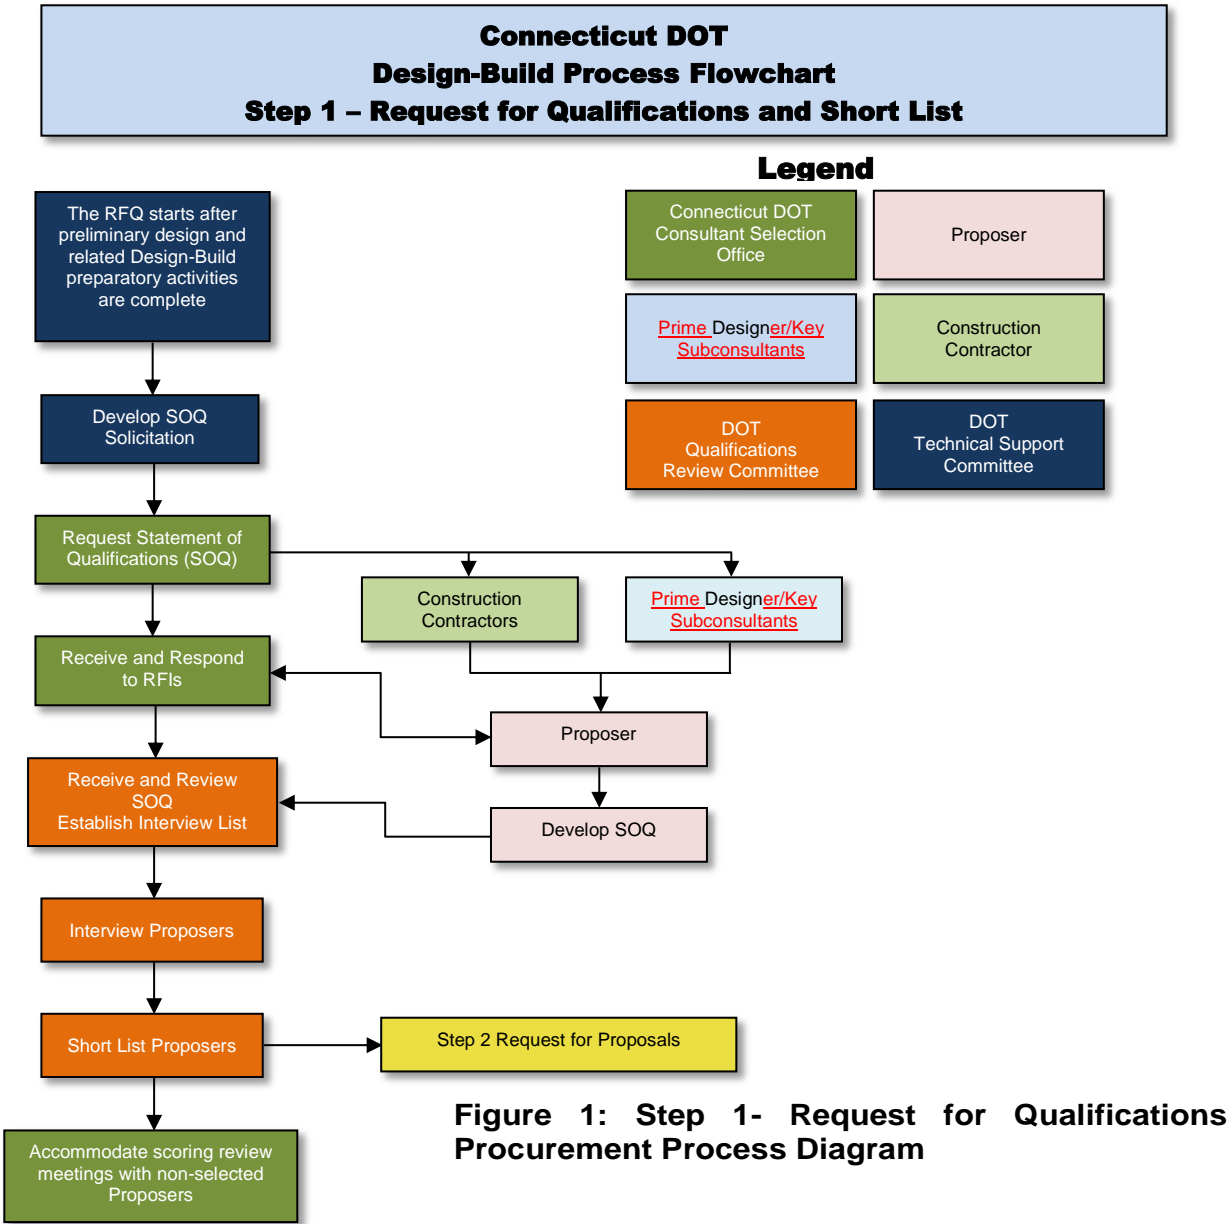 Connecticut DOT
Design-Build Process Flowchart
Step 1 – Request for Qualifications and Short List
Legend
The RFQ starts after
preliminary design and
related Design-Build
preparatory activities
are complete
Connecticut DOT
Consultant Selection
Office
Proposer
Prime Designer/Key
Subconsultants
Construction
Contractor
DOT
Qualifications
Review Committee
DOT
Technical Support
Committee
Develop SOQ
Solicitation
Request Statement of
Qualifications (SOQ)
Construction
Contractors
Prime Designer/Key
Subconsultants
Receive and Respond
to RFIs
Proposer
Receive and Review
SOQ
Establish Interview List
Develop SOQ
Interview Proposers
Short List Proposers
Step 2 Request for Proposals
Accommodate scoring review
meetings with non-selected
Proposers
Figure 1: Step 1- Request for Qualifications
Procurement Process Diagram